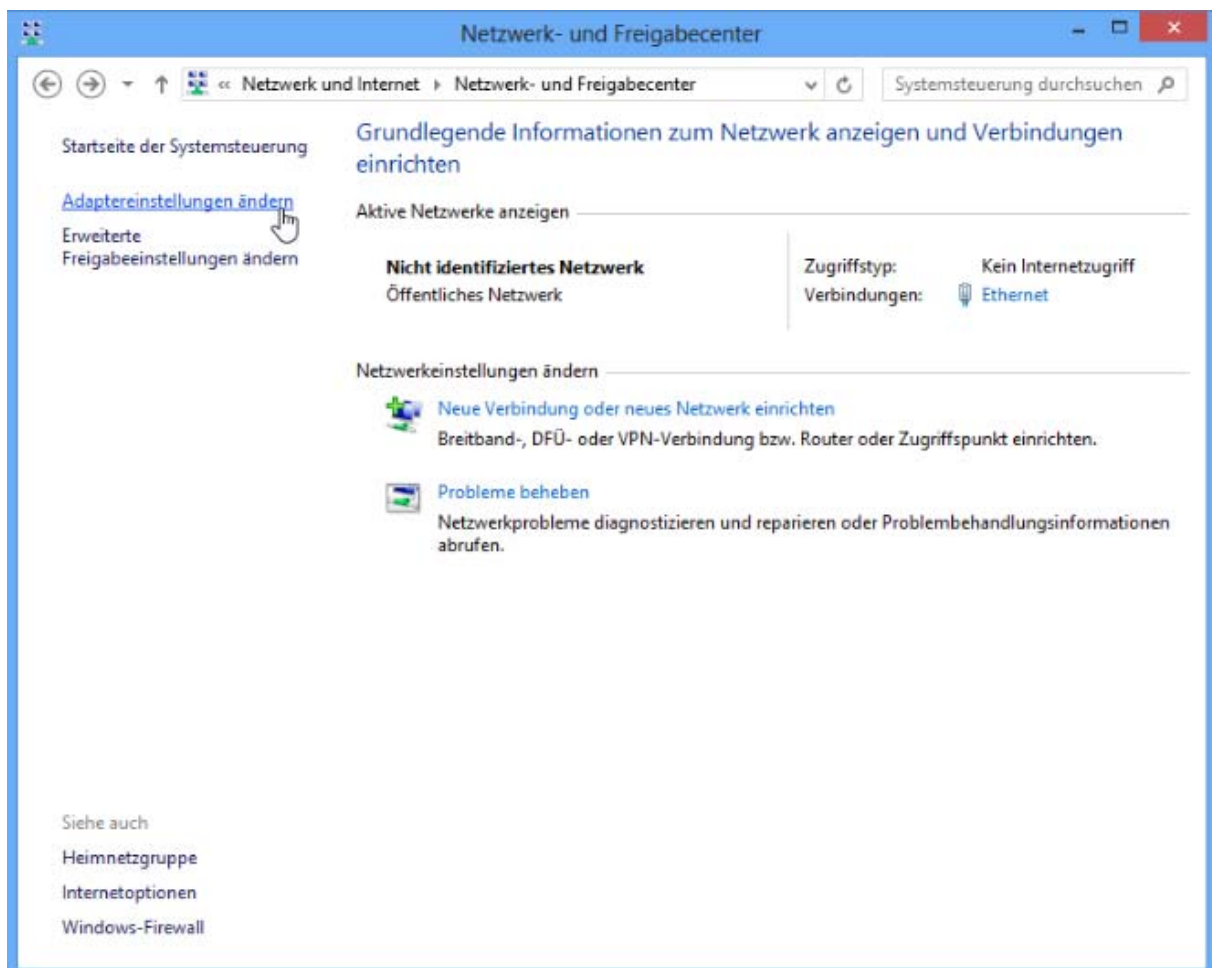 Netzwerk- und Freigabecenter
« Netzwerk und Internet Netzwerk- und Freigabecenter Systemsteuerung durchsuchen
Startseite der Systemsteuerung
Adaptereinstellungen ändern
Erweiterte
Freigabeeinstellungen ändern
Grundlegende Informationen zum Netzwerk anzeigen und Verbindungen
einrichten
Aktive Netzwerke anzeigen
Nicht identifiziertes Netzwerk
Öffentliches Netzwerk
Zugriffstyp: Kein Internetzugriff
Verbindungen: Ethernet
Netzwerkeinstellungen ändern
Neue Verbindung oder neues Netzwerk einrichten
Breitband-, DFÜ- oder VPN-Verbindung bzw. Router oder Zugriffspunkt einrichten.
Probleme beheben
Netzwerkprobleme diagnostizieren und reparieren oder Problembehandlungsinformationen
abrufen.
Siehe auch
Heimnetzgruppe
Internetoptionen
Windows-Firewall